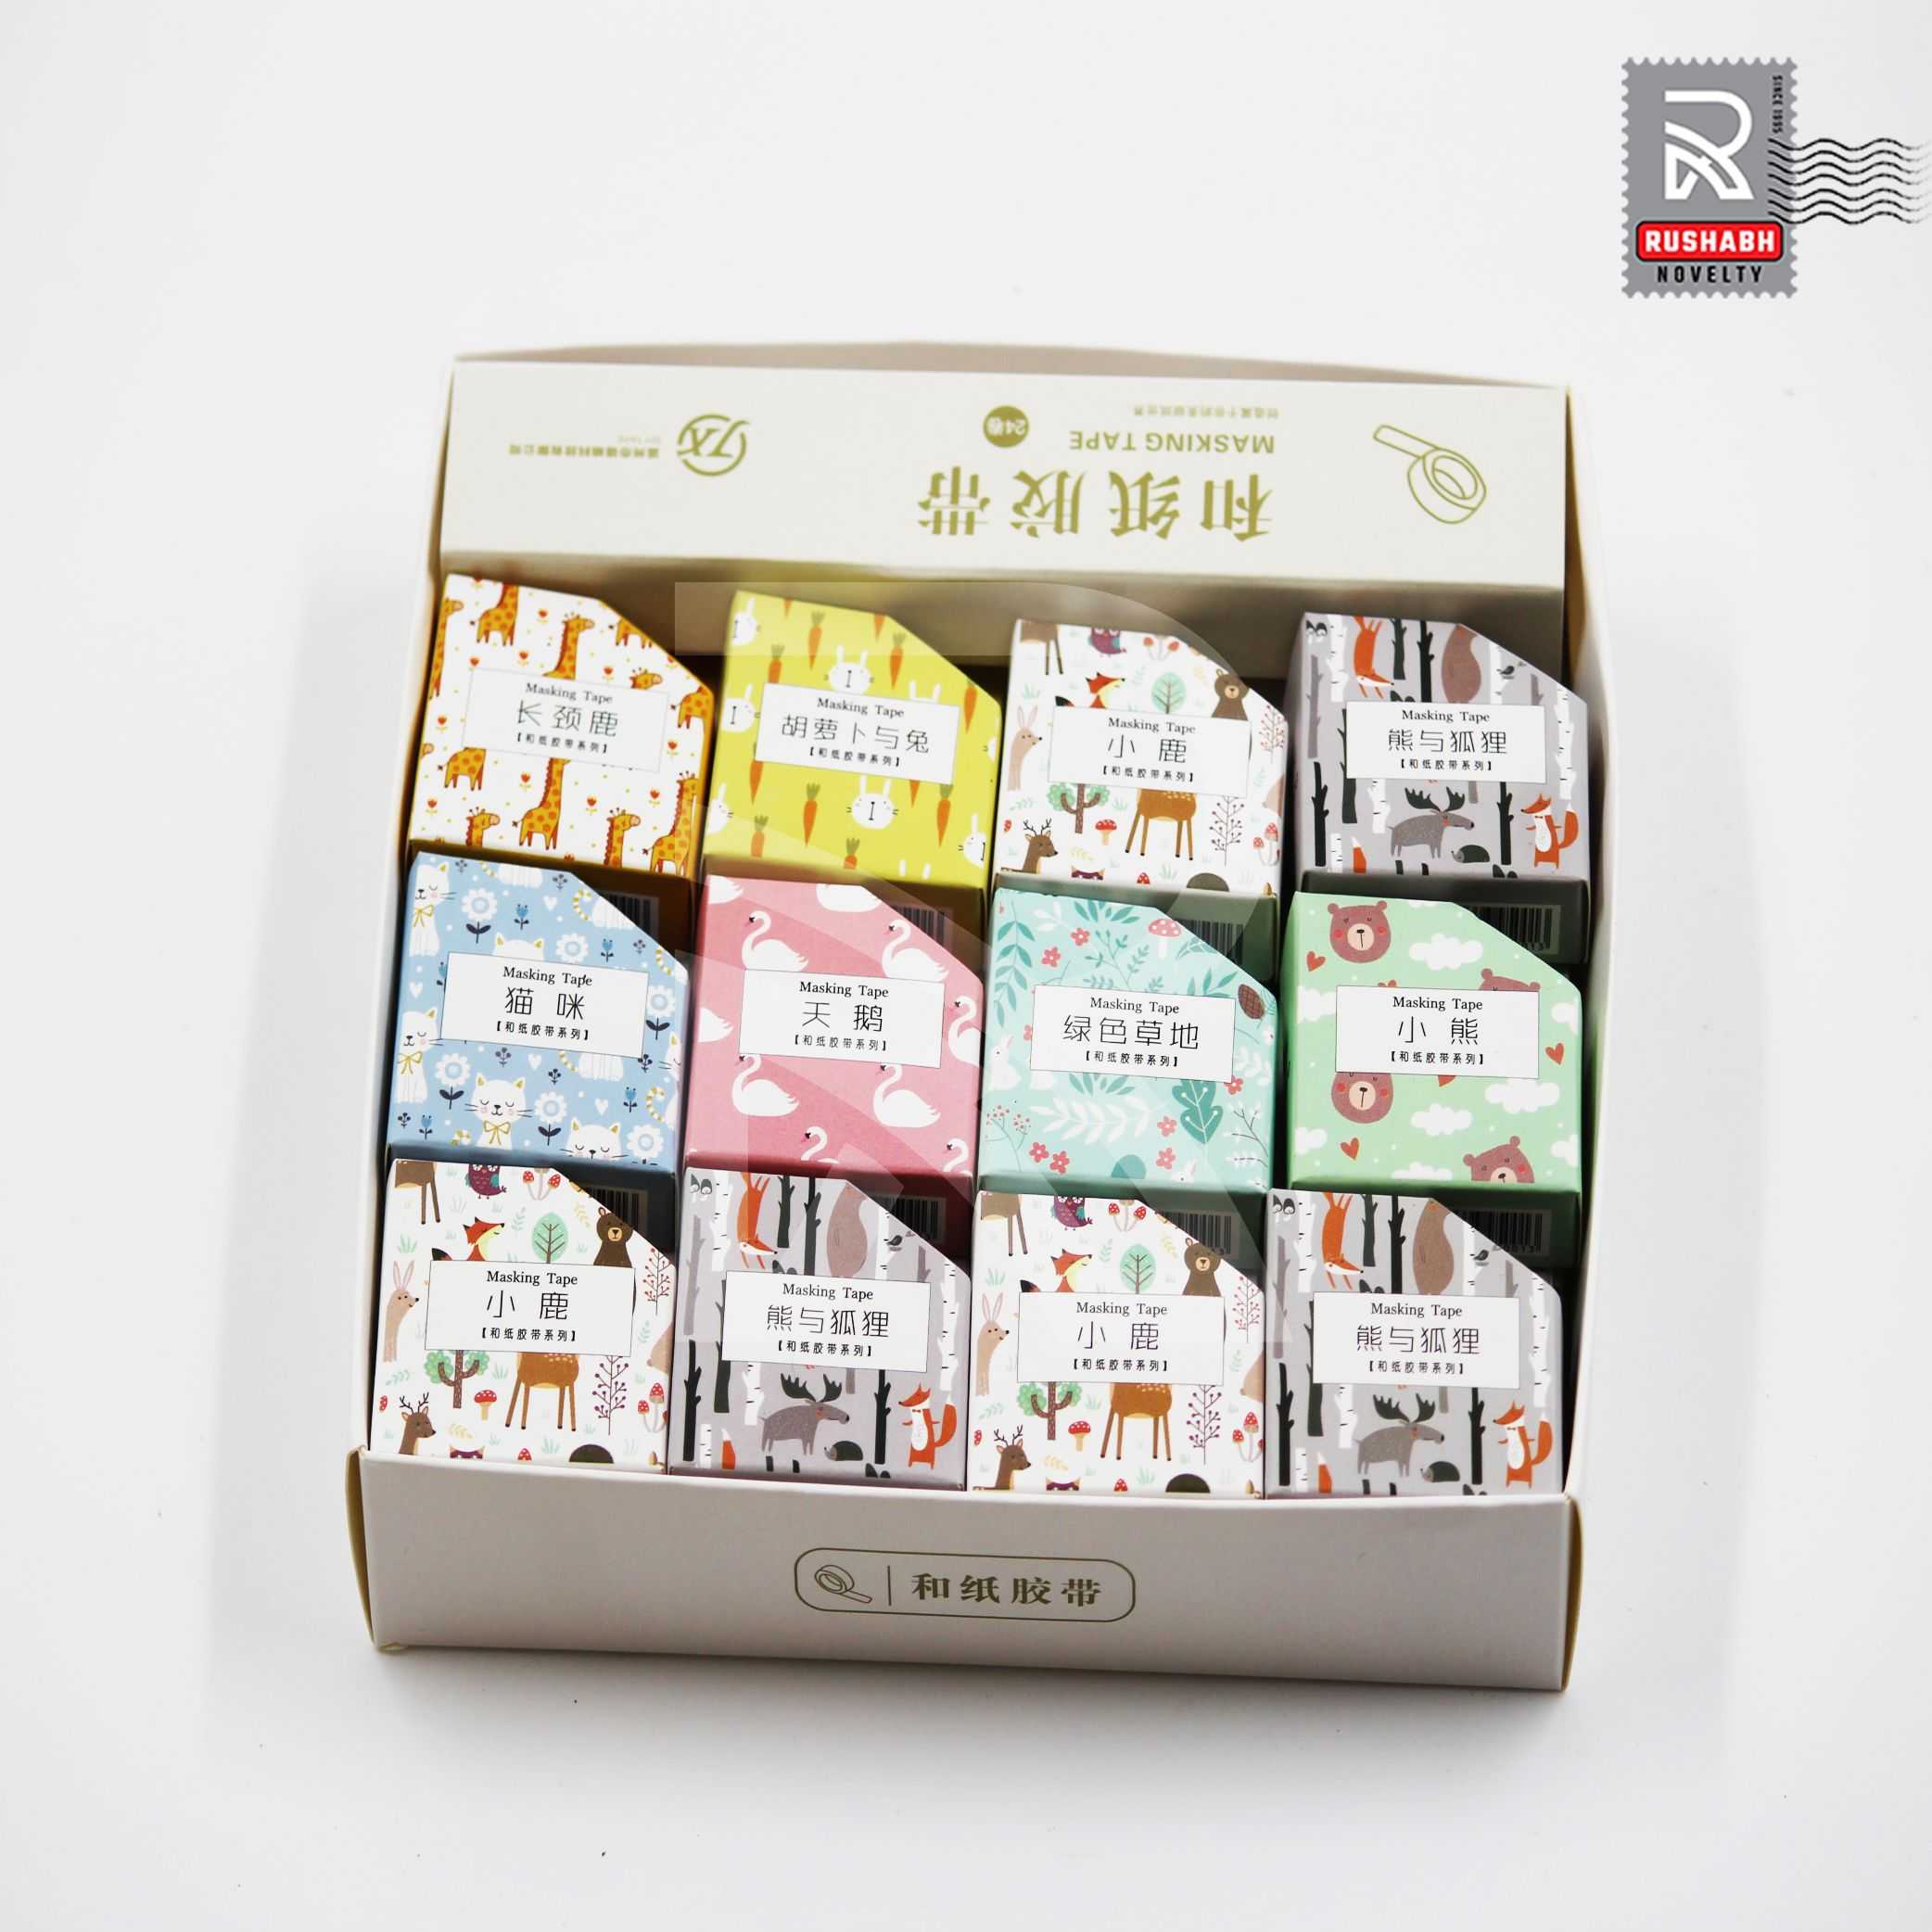 SINCE 1995
RUSHABH
NOVELTY
和纸胶带
MASKING TAPE
24卷
JX
Masking Tape
长颈鹿
【和纸胶带系列】
Masking Tape
胡萝卜与兔
【和纸胶带系列】
Masking Tape
小鹿
【和纸胶带系列】
Masking Tape
熊与狐狸
【和纸胶带系列】
Masking Tape
猫咪
【和纸胶带系列】
Masking Tape
天鹅
【和纸胶带系列】
Masking Tape
绿色草地
【和纸胶带系列】
Masking Tape
小熊
【和纸胶带系列】
Masking Tape
小鹿
【和纸胶带系列】
Masking Tape
熊与狐狸
【和纸胶带系列】
Masking Tape
小鹿
【和纸胶带系列】
Masking Tape
熊与狐狸
【和纸胶带系列】
和纸胶带